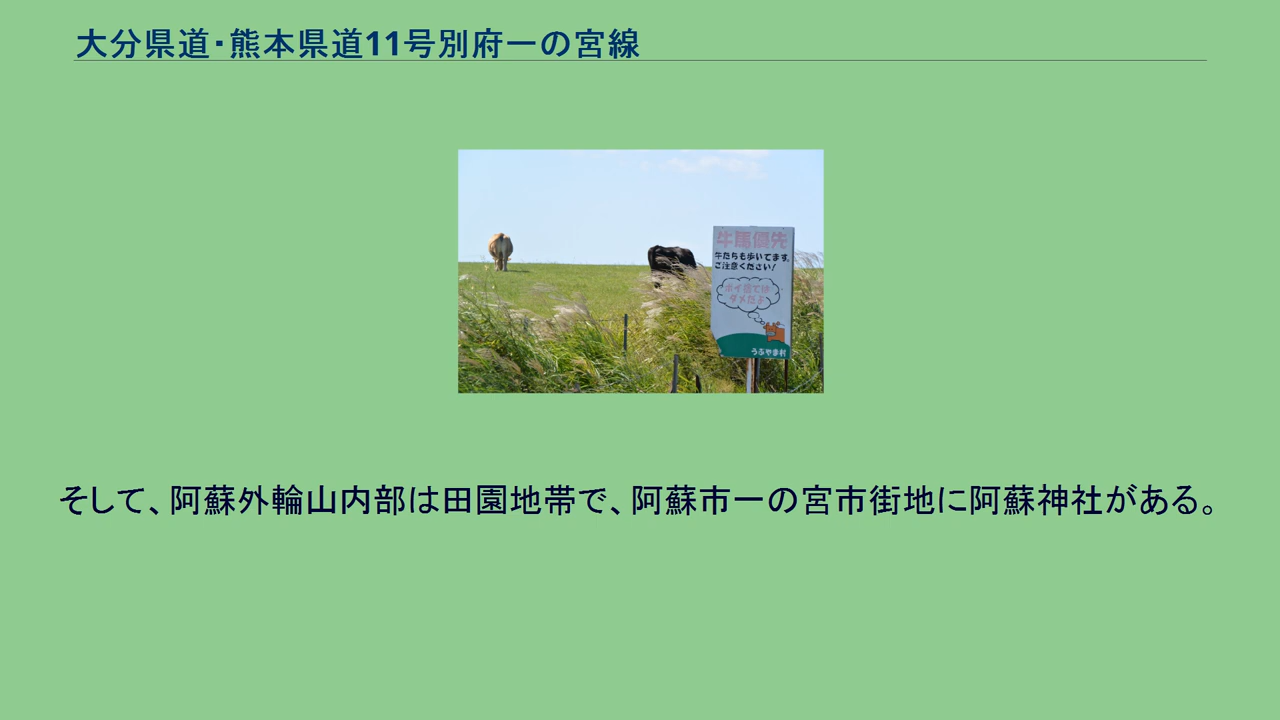 大分県道・熊本県道11号別府一の宮線
牛馬優先
牛たちも歩いてます。
ご注意ください!
ポイ捨ては
ダメだよ
うぶやま村
そして、阿蘇外輪山内部は田園地帯で、阿蘇市一の宮市街地に阿蘇神社がある。